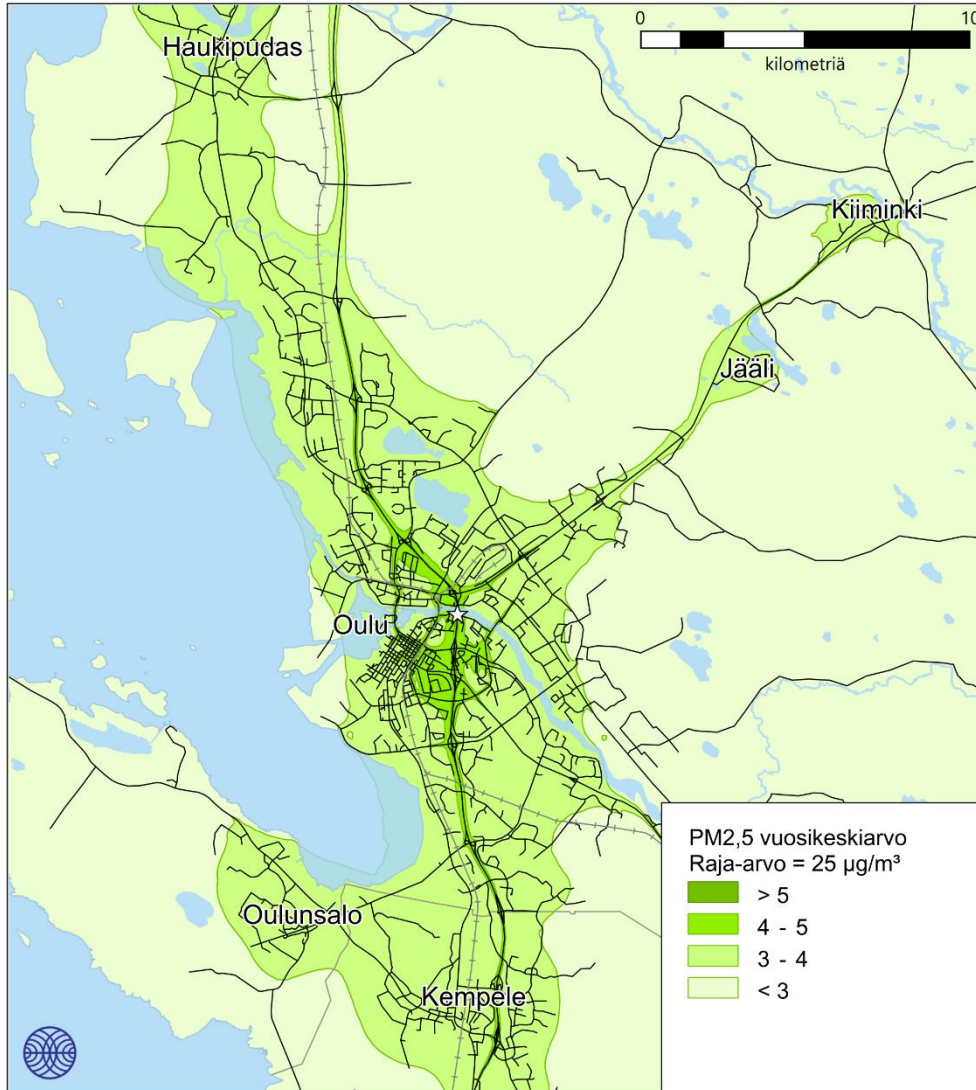 Haukipudas
0 10
kilometriä
Kiiminki
Jääli
Oulu
Oulunsalo
Kempele
PM2,5 vuosikeskiarvo
Raja-arvo = 25 µg/m³
> 5
4 - 5
3 - 4
< 3